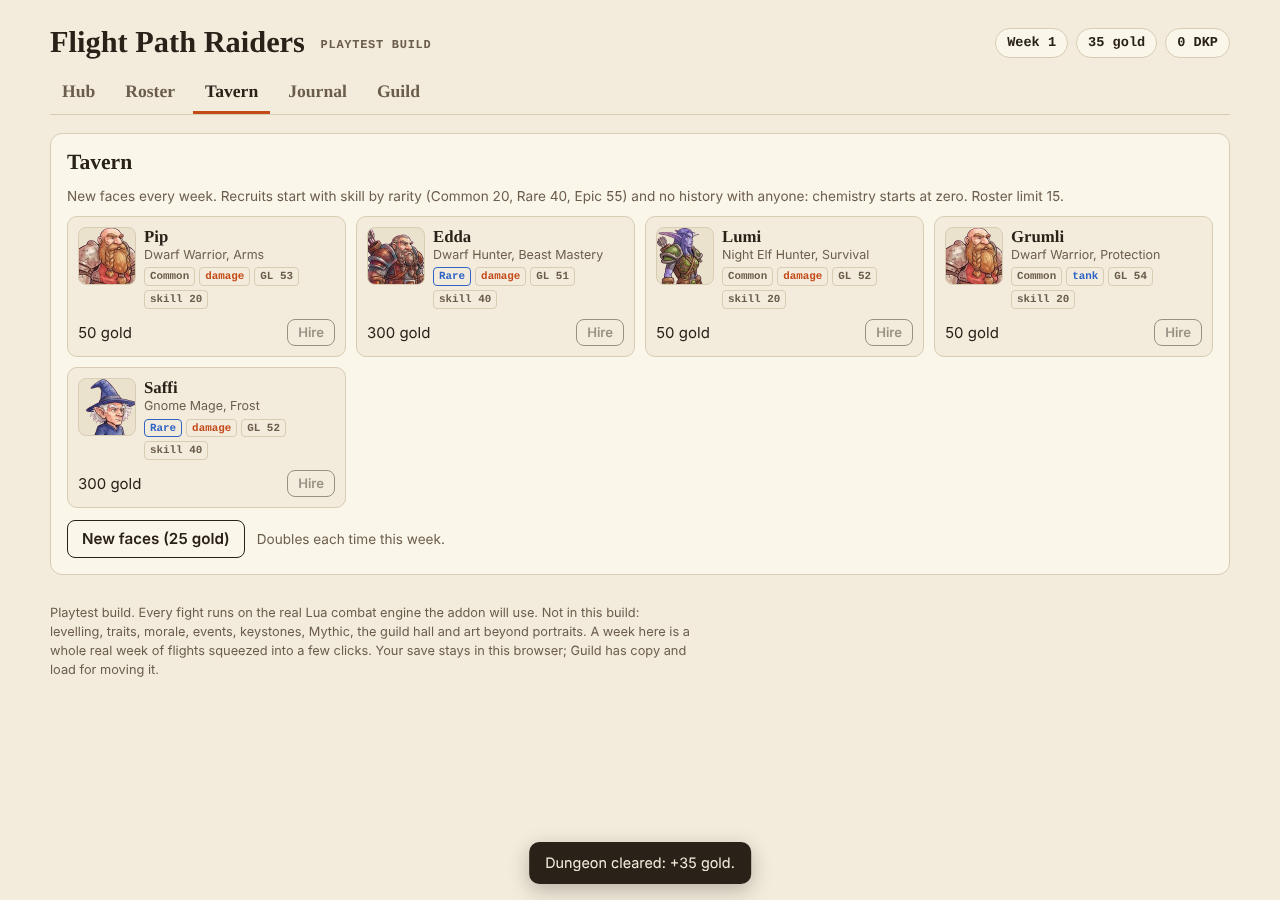 Flight Path Raiders PLAYTEST BUILD
Week 1 35 gold 0 DKP
Hub Roster Tavern Journal Guild
Tavern
New faces every week. Recruits start with skill by rarity (Common 20, Rare 40, Epic 55) and no history with anyone: chemistry starts at zero. Roster limit 15.
Pip
Dwarf Warrior, Arms
Common damage GL 53
skill 20
50 gold Hire
Edda
Dwarf Hunter, Beast Mastery
Rare damage GL 51
skill 40
300 gold Hire
Lumi
Night Elf Hunter, Survival
Common damage GL 52
skill 20
50 gold Hire
Grumli
Dwarf Warrior, Protection
Common tank GL 54
skill 20
50 gold Hire
Saffi
Gnome Mage, Frost
Rare damage GL 52
skill 40
300 gold Hire
New faces (25 gold) Doubles each time this week.
Playtest build. Every fight runs on the real Lua combat engine the addon will use. Not in this build:
levelling, traits, morale, events, keystones, Mythic, the guild hall and art beyond portraits. A week here is a
whole real week of flights squeezed into a few clicks. Your save stays in this browser; Guild has copy and
load for moving it.
Dungeon cleared: +35 gold.